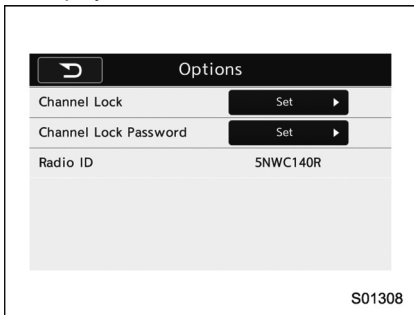 Options
Channel Lock Set
Channel Lock Password Set
Radio ID 5NWC140R
S01308